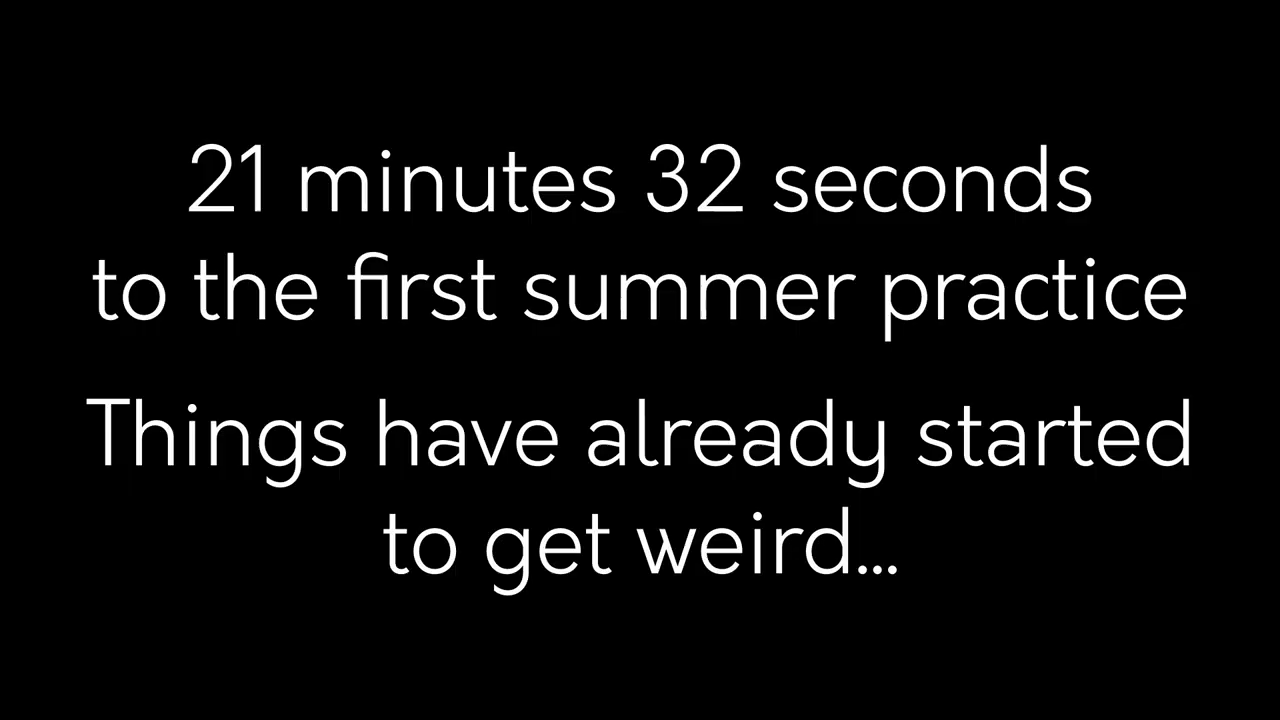 21 minutes 32 seconds
to the first summer practice
Things have already started
to get weird...